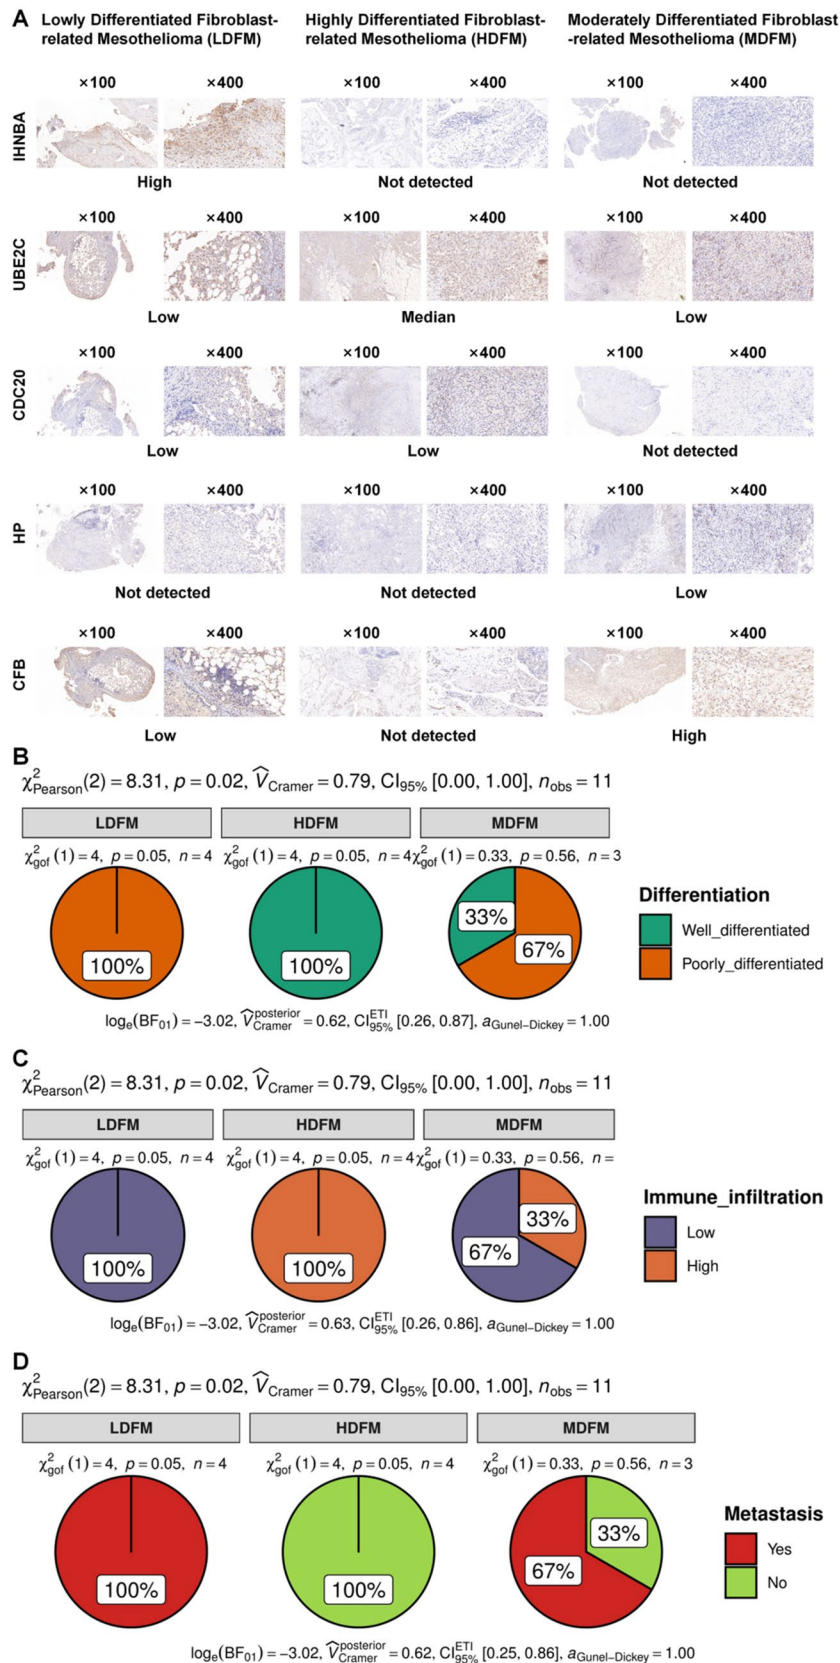 A
Lowly Differentiated Fibroblast-
related Mesothelioma (LDFM)
Highly Differentiated Fibroblast-
related Mesothelioma (HDFM)
Moderately Differentiated Fibroblast
-related Mesothelioma (MDFM)
×100 ×400 ×100 ×400 ×100 ×400
IHNBA
High Not detected Not detected
×100 ×400 ×100 ×400 ×100 ×400
UBE2C
Low Median Low
×100 ×400 ×100 ×400 ×100 ×400
CDC20
Low Low Not detected
×100 ×400 ×100 ×400 ×100 ×400
HP
Not detected Not detected Low
×100 ×400 ×100 ×400 ×100 ×400
CFB
Low Not detected High
B
χ²Pearson(2) = 8.31, p = 0.02, V̂Cramer = 0.79, CI95% [0.00, 1.00], nobs = 11
LDFM HDFM MDFM
χ²gof (1) = 4, p = 0.05, n = 4 χ²gof (1) = 4, p = 0.05, n = 4 χ²gof (1) = 0.33, p = 0.56, n = 3
100% 100% 33% 67%
Differentiation
Well_differentiated
Poorly_differentiated
loge(BF01) = −3.02, V̂posterior Cramer = 0.62, CIETI 95% [0.26, 0.87], aGunel−Dickey = 1.00
C
χ²Pearson(2) = 8.31, p = 0.02, V̂Cramer = 0.79, CI95% [0.00, 1.00], nobs = 11
LDFM HDFM MDFM
χ²gof (1) = 4, p = 0.05, n = 4 χ²gof (1) = 4, p = 0.05, n = 4 χ²gof (1) = 0.33, p = 0.56, n =
100% 100% 67% 33%
Immune_infiltration
Low
High
loge(BF01) = −3.02, V̂posterior Cramer = 0.63, CIETI 95% [0.26, 0.86], aGunel−Dickey = 1.00
D
χ²Pearson(2) = 8.31, p = 0.02, V̂Cramer = 0.79, CI95% [0.00, 1.00], nobs = 11
LDFM HDFM MDFM
χ²gof (1) = 4, p = 0.05, n = 4 χ²gof (1) = 4, p = 0.05, n = 4 χ²gof (1) = 0.33, p = 0.56, n = 3
100% 100% 67% 33%
Metastasis
Yes
No
loge(BF01) = −3.02, V̂posterior Cramer = 0.62, CIETI 95% [0.25, 0.86], aGunel−Dickey = 1.00